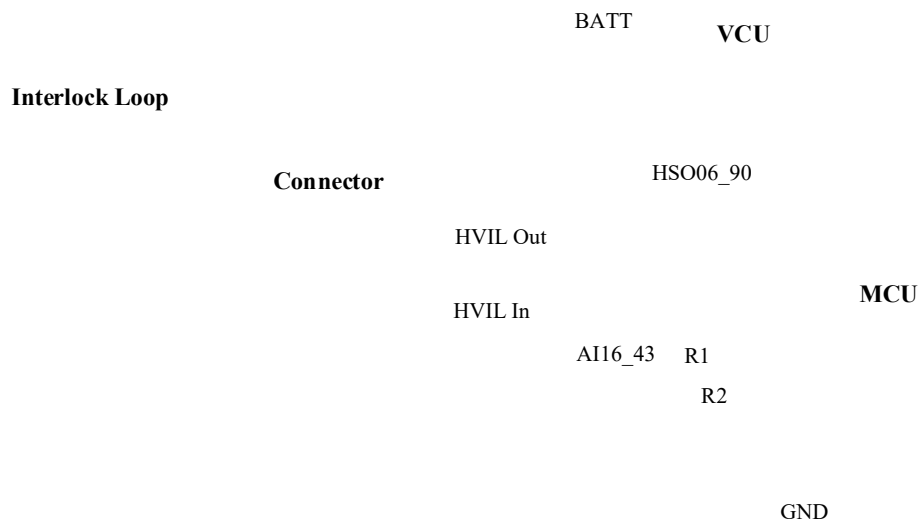 BATT
VCU
Interlock Loop
Connector
HSO06_90
HVIL Out
MCU
HVIL In
AI16_43 R1
R2
GND